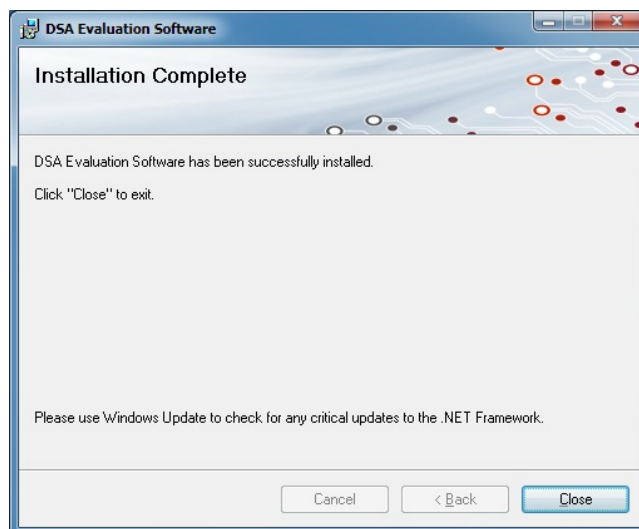 DSA Evaluation Software
Installation Complete
DSA Evaluation Software has been successfully installed.
Click "Close" to exit.
Please use Windows Update to check for any critical updates to the .NET Framework.
Cancel
< Back
Close